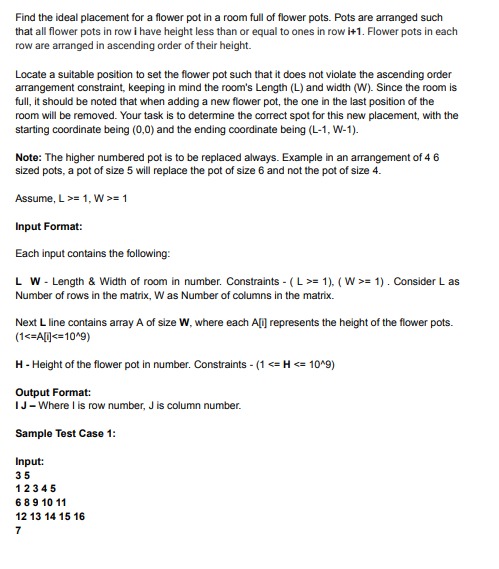 Find the ideal placement for a flower pot in a room full of flower pots. Pots are arranged such
that all flower pots in row i have height less than or equal to ones in row i+1. Flower pots in each
row are arranged in ascending order of their height.
Locate a suitable position to set the flower pot such that it does not violate the ascending order
arrangement constraint, keeping in mind the room's Length (L) and width (W). Since the room is
full, it should be noted that when adding a new flower pot, the one in the last position of the
room will be removed. Your task is to determine the correct spot for this new placement, with the
starting coordinate being (0,0) and the ending coordinate being (L-1, W-1).
Note: The higher numbered pot is to be replaced always. Example in an arrangement of 4 6
sized pots, a pot of size 5 will replace the pot of size 6 and not the pot of size 4.
Assume, L >= 1, W >= 1
Input Format:
Each input contains the following:
L W - Length & Width of room in number. Constraints - ( L >= 1), ( W >= 1) . Consider L as
Number of rows in the matrix, W as Number of columns in the matrix.
Next L line contains array A of size W, where each A[i] represents the height of the flower pots.
(1<=A[i]<=10^9)
H - Height of the flower pot in number. Constraints - (1 <= H <= 10^9)
Output Format:
I J – Where I is row number, J is column number.
Sample Test Case 1:
Input:
3 5
1 2 3 4 5
6 8 9 10 11
12 13 14 15 16
7